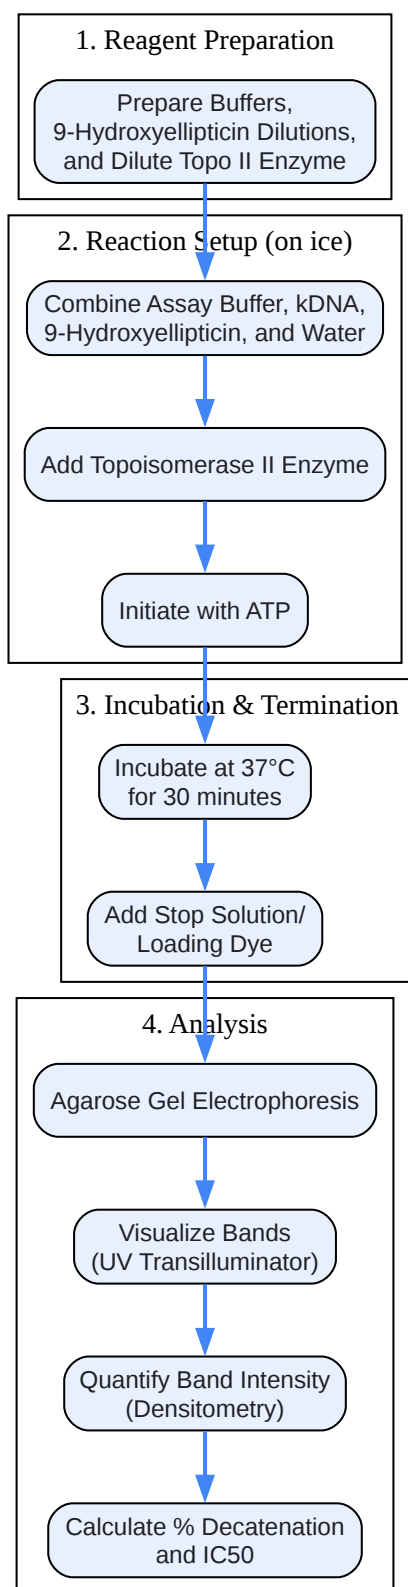 1. Reagent Preparation
Prepare Buffers,
9-Hydroxyellipticin Dilutions,
and Dilute Topo II Enzyme
2. Reaction Setup (on ice)
Combine Assay Buffer, kDNA,
9-Hydroxyellipticin, and Water
Add Topoisomerase II Enzyme
Initiate with ATP
3. Incubation & Termination
Incubate at 37°C
for 30 minutes
Add Stop Solution/
Loading Dye
4. Analysis
Agarose Gel Electrophoresis
Visualize Bands
(UV Transilluminator)
Quantify Band Intensity
(Densitometry)
Calculate % Decatenation
and IC50